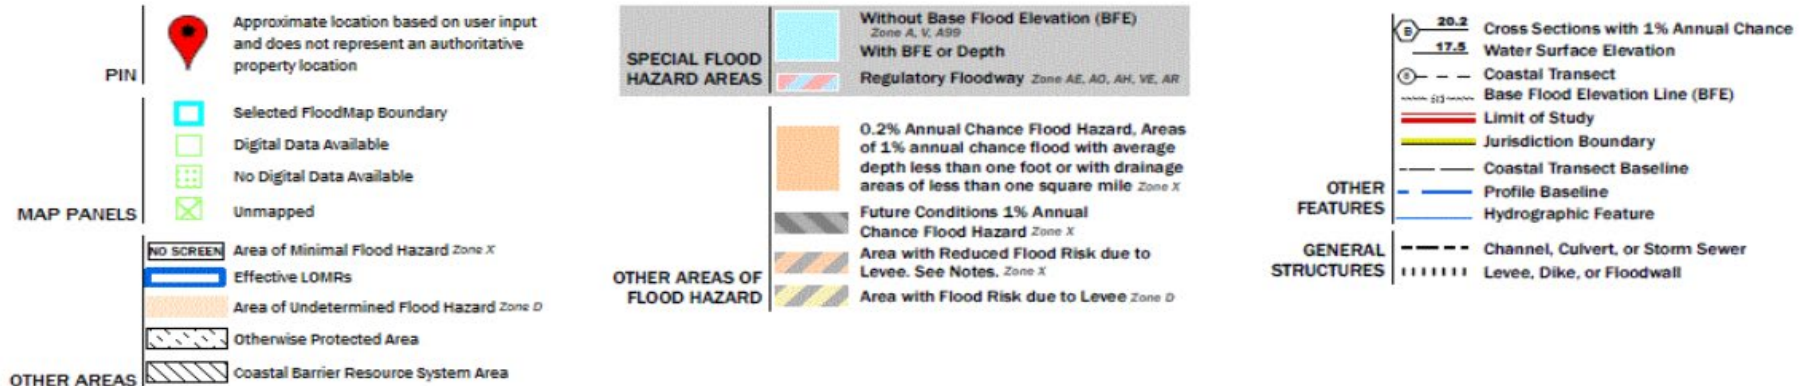 Approximate location based on user input
and does not represent an authoritative
property location
PIN
Selected FloodMap Boundary
Digital Data Available
No Digital Data Available
Unmapped
MAP PANELS
NO SCREEN Area of Minimal Flood Hazard Zone X
Effective LOMRs
Area of Undetermined Flood Hazard Zone D
Otherwise Protected Area
Coastal Barrier Resource System Area
OTHER AREAS
Without Base Flood Elevation (BFE)
Zone A, V, A99
With BFE or Depth
Regulatory Floodway Zone AE, AO, AH, VE, AR
SPECIAL FLOOD
HAZARD AREAS
0.2% Annual Chance Flood Hazard, Areas
of 1% annual chance flood with average
depth less than one foot or with drainage
areas of less than one square mile Zone X
Future Conditions 1% Annual
Chance Flood Hazard Zone X
Area with Reduced Flood Risk due to
Levee. See Notes. Zone X
Area with Flood Risk due to Levee Zone D
OTHER AREAS OF
FLOOD HAZARD
20.2 Cross Sections with 1% Annual Chance
17.5 Water Surface Elevation
Coastal Transect
Base Flood Elevation Line (BFE)
Limit of Study
Jurisdiction Boundary
Coastal Transect Baseline
Profile Baseline
Hydrographic Feature
OTHER
FEATURES
Channel, Culvert, or Storm Sewer
Levee, Dike, or Floodwall
GENERAL
STRUCTURES